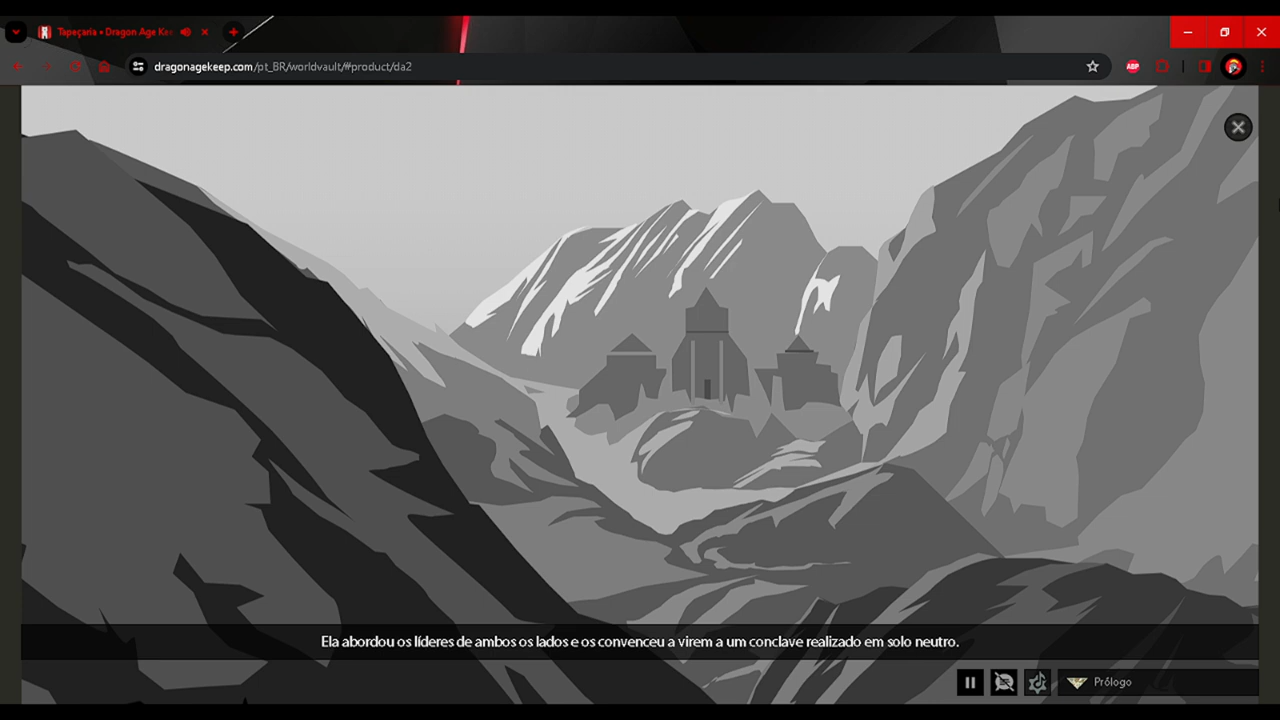 Tapeçaria • Dragon Age Kee
dragonagekeep.com/pt_BR/worldvault/#product/da2
ABP
Ela abordou os líderes de ambos os lados e os convenceu a virem a um conclave realizado em solo neutro.
Prólogo